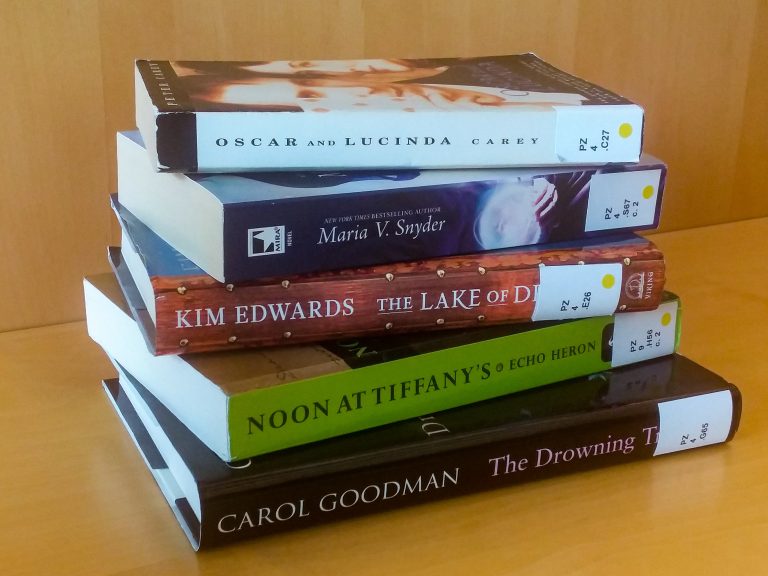 PETER CAREY
OSCAR AND LUCINDA CAREY
PZ
4
.C27
MIRA
NOVEL
NEW YORK TIMES BESTSELLING AUTHOR
Maria V. Snyder
PZ
4
.S67
c. 2
KIM EDWARDS THE LAKE OF
PZ
4
.E26
VIKING
NOON AT TIFFANY'S ECHO HERON
PZ
9
.H56
c. 2
CAROL GOODMAN The Drowning
PZ
4
.G65